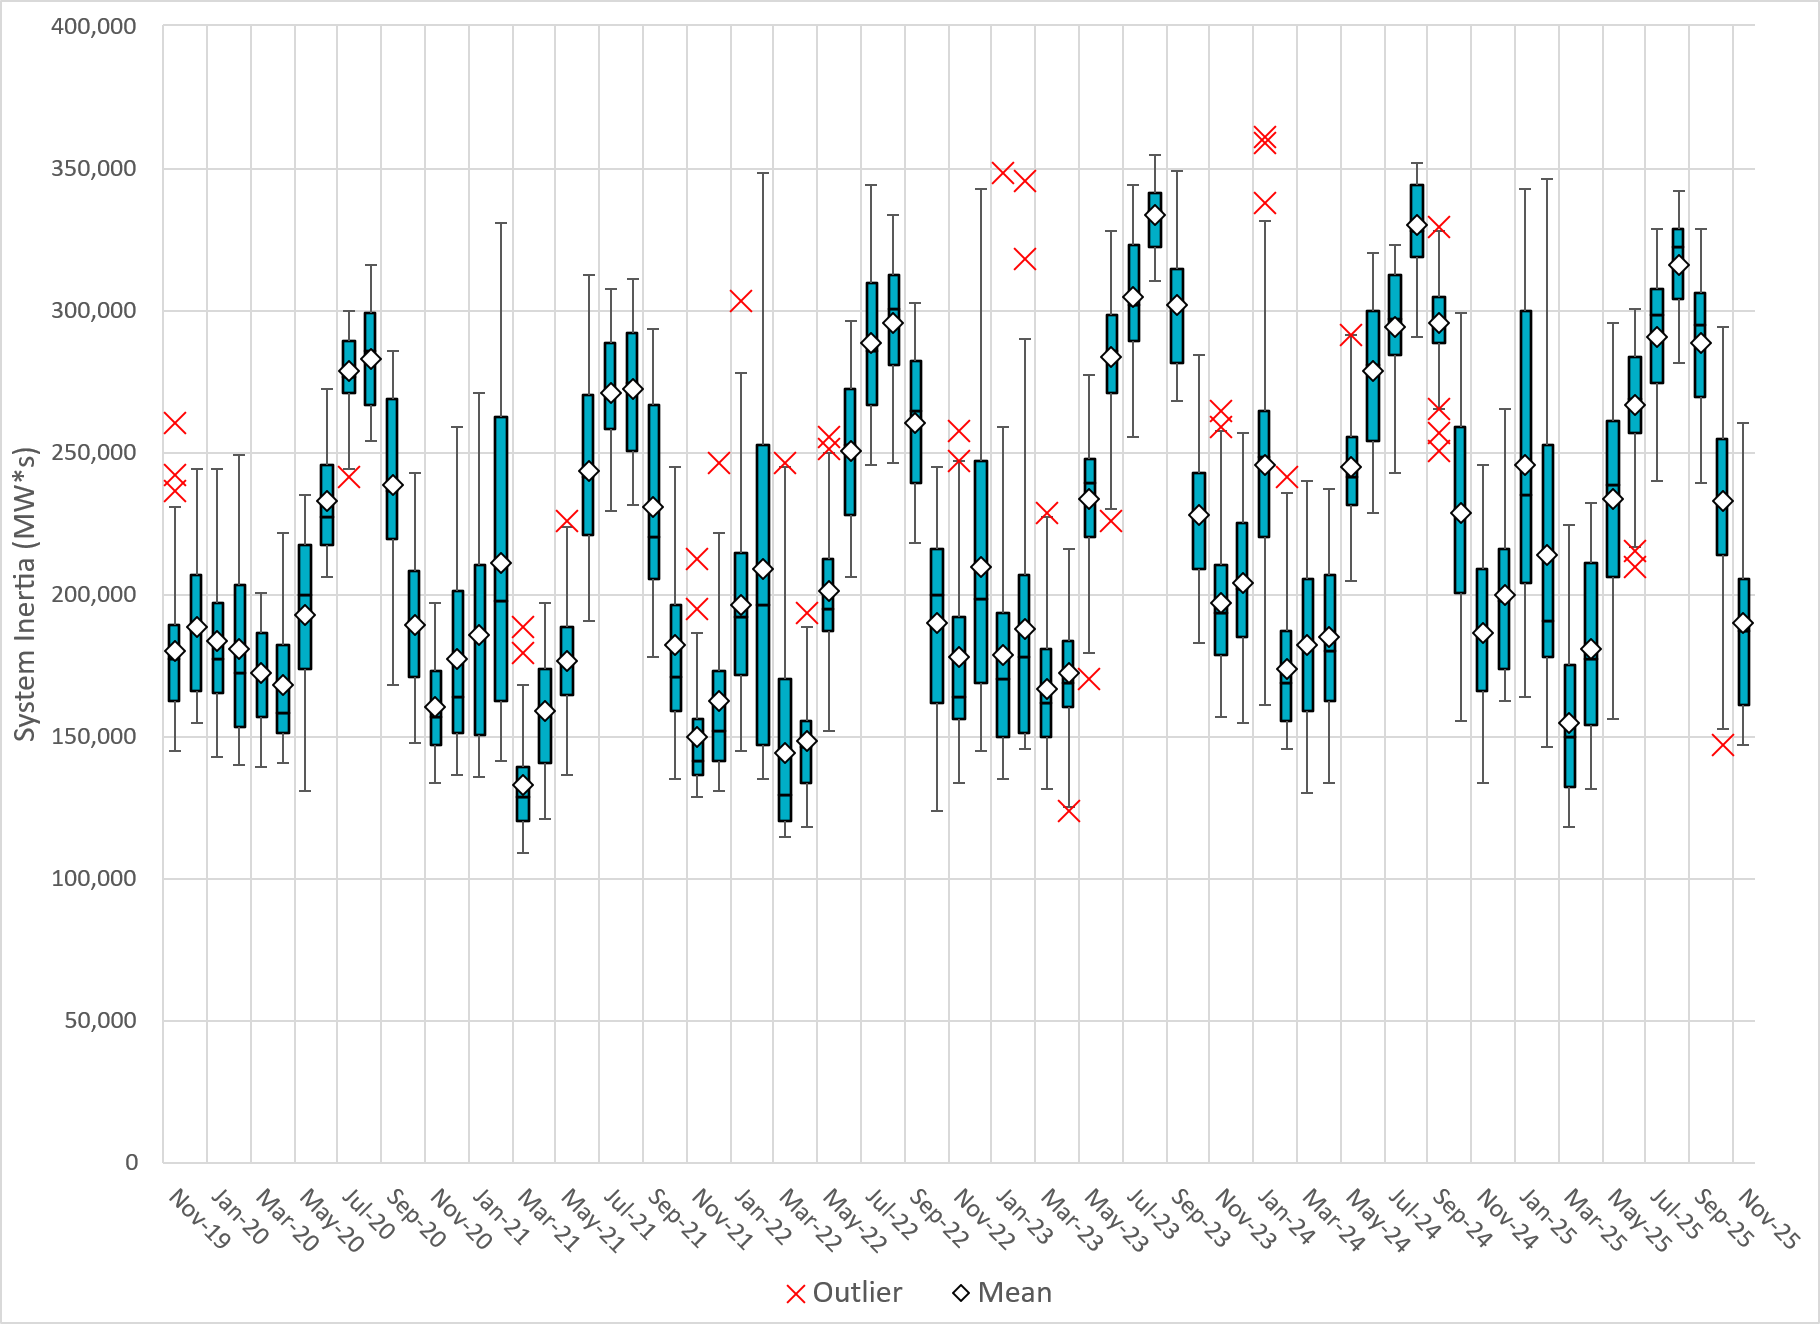 400,000
350,000
300,000
250,000
200,000
150,000
100,000
50,000
0
System Inertia (MW*s)
Nov-19
Jan-20
Mar-20
May-20
Jul-20
Sep-20
Nov-20
Jan-21
Mar-21
May-21
Jul-21
Sep-21
Nov-21
Jan-22
Mar-22
May-22
Jul-22
Sep-22
Nov-22
Jan-23
Mar-23
May-23
Jul-23
Sep-23
Nov-23
Jan-24
Mar-24
May-24
Jul-24
Sep-24
Nov-24
Jan-25
Mar-25
May-25
Jul-25
Sep-25
Nov-25
Outlier
Mean